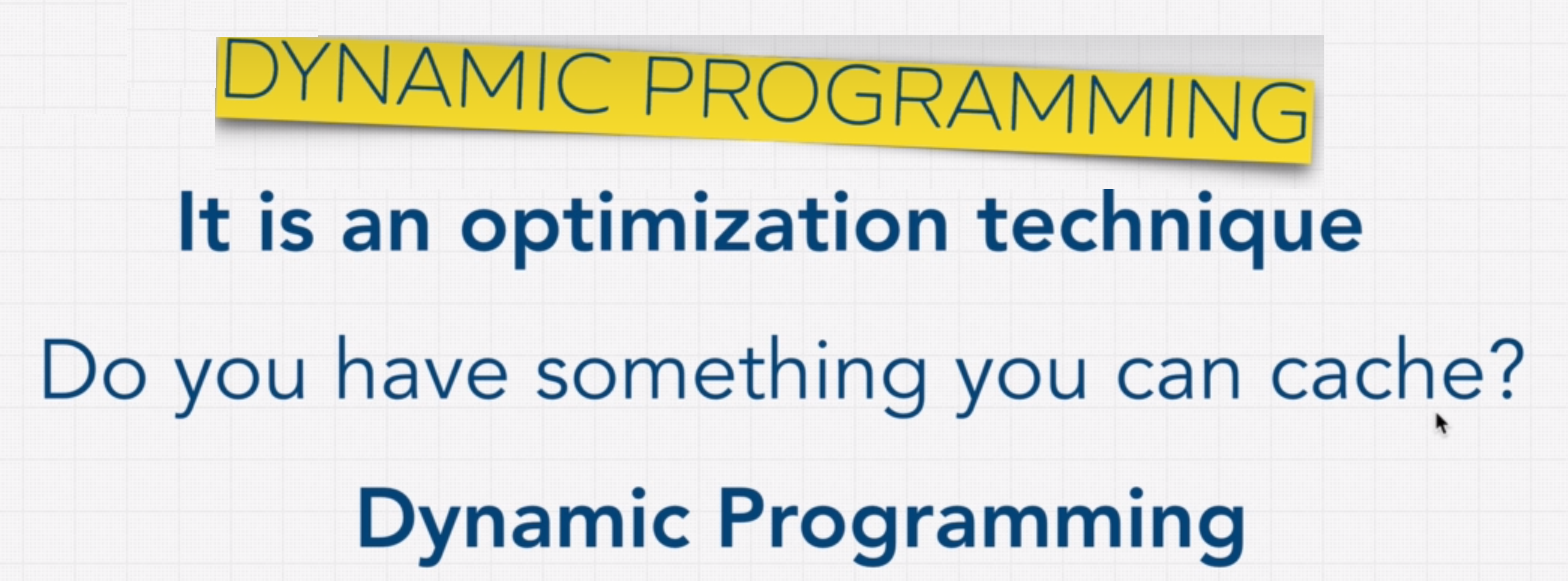 DYNAMIC PROGRAMMING
It is an optimization technique
Do you have something you can cache?
Dynamic Programming